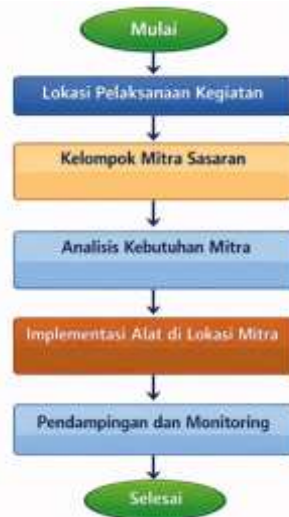 Mulai
Lokasi Pelaksanaan Kegiatan
Kelompok Mitra Sasaran
Analisis Kebutuhan Mitra
Implementasi Alat di Lokasi Mitra
Pendampingan dan Monitoring
Selesai